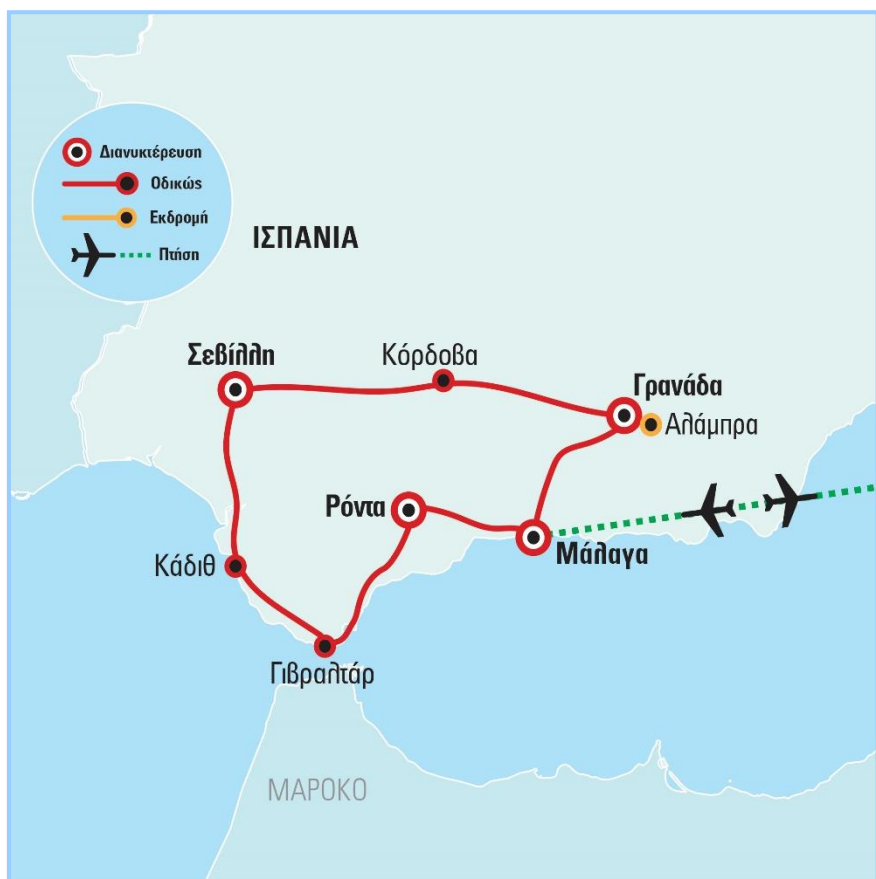 Διανυκτέρευση
Οδικώς
Εκδρομή
Πτήση
ΙΣΠΑΝΙΑ
Σεβίλλη
Κόρδοβα
Γρανάδα
Αλάμπρα
Ρόντα
Μάλαγα
Κάδιθ
Γιβραλτάρ
ΜΑΡΟΚΟ